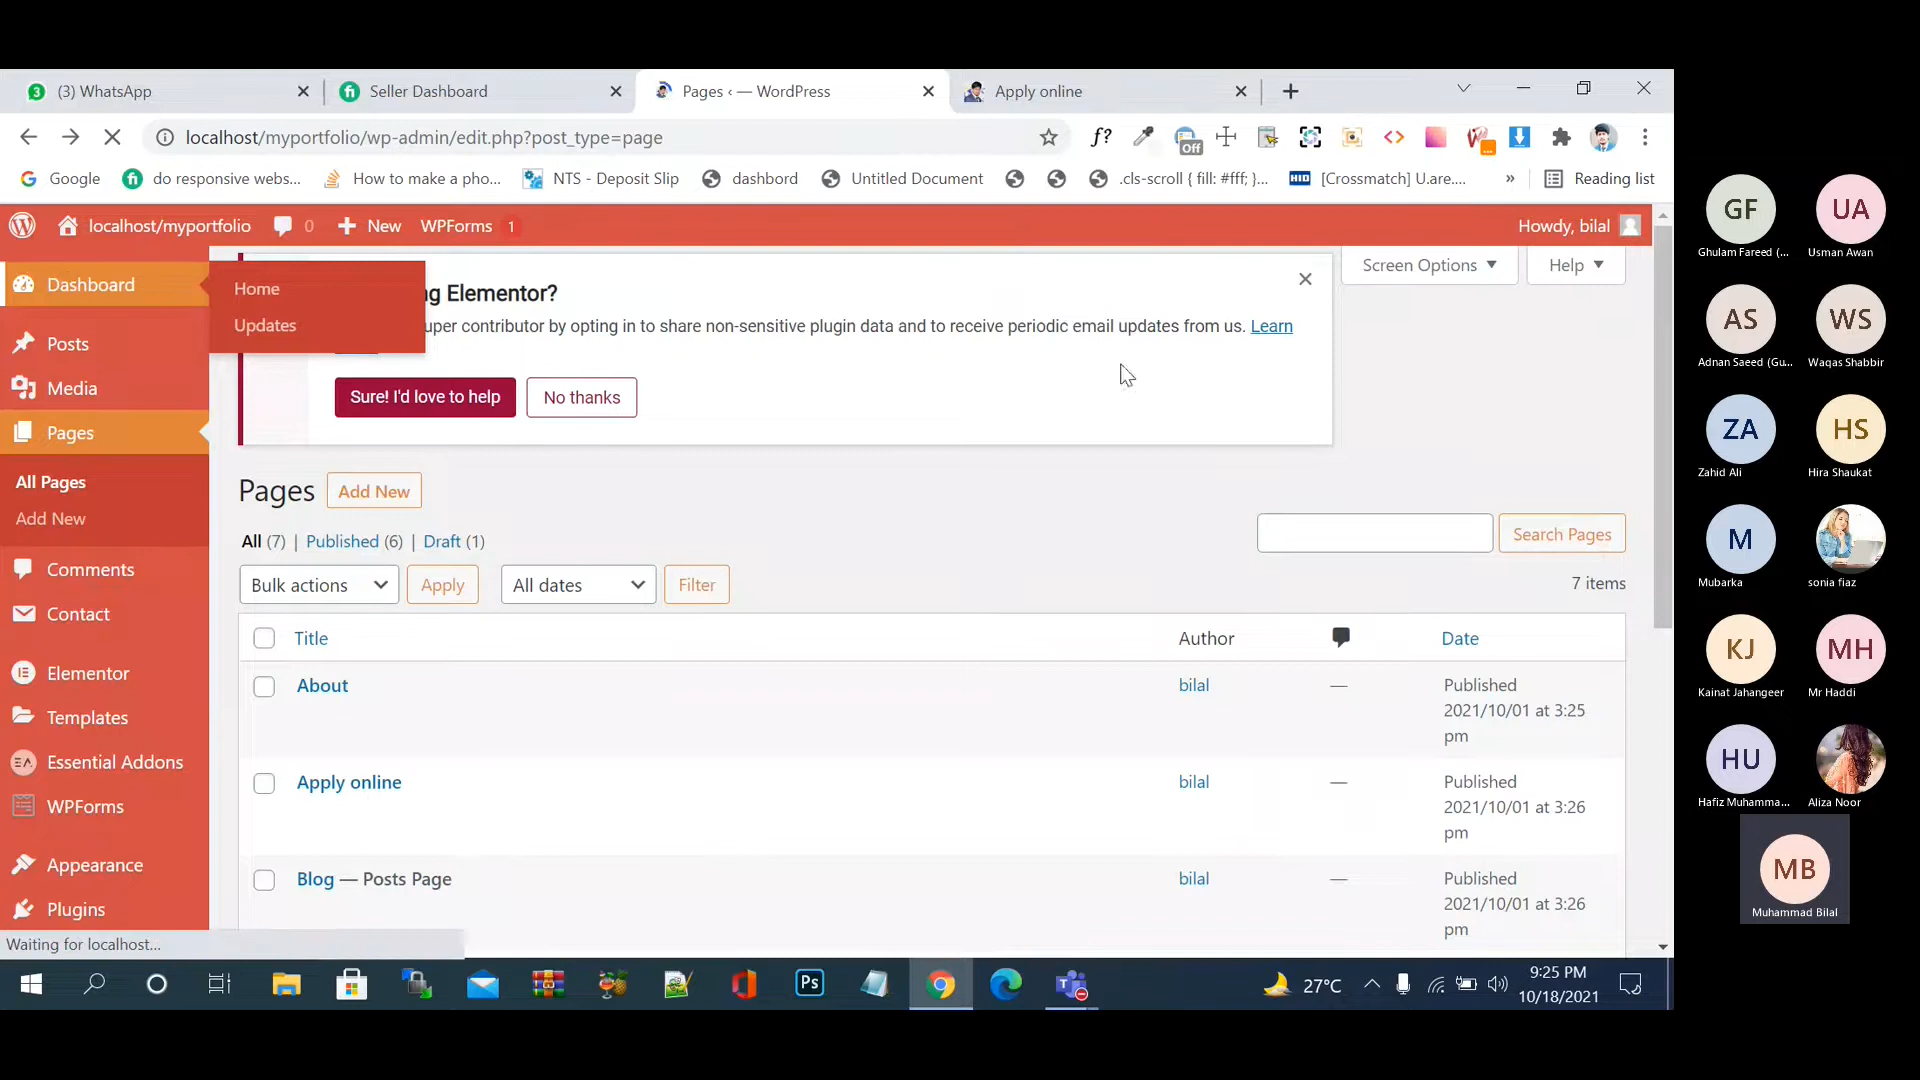 3 (3) WhatsApp
fi Seller Dashboard
Pages ‹ — WordPress
Apply online
localhost/myportfolio/wp-admin/edit.php?post_type=page
f?
Off
Google
fi do responsive webs...
How to make a pho...
NTS - Deposit Slip
dashbord
Untitled Document
.cls-scroll { fill: #fff; }...
HID [Crossmatch] U.are....
»
Reading list
localhost/myportfolio
0
New
WPForms 1
Howdy, bilal
Dashboard
Home
Updates
Posts
Media
Pages
All Pages
Add New
Comments
Contact
Elementor
Templates
EA Essential Addons
WPForms
Appearance
Plugins
Waiting for localhost...
Screen Options
Help
ng Elementor?
uper contributor by opting in to share non-sensitive plugin data and to receive periodic email updates from us. Learn
Sure! I'd love to help
No thanks
Pages
Add New
All (7) | Published (6) | Draft (1)
Search Pages
Bulk actions
Apply
All dates
Filter
7 items
Title
Author
Date
About
bilal
—
Published
2021/10/01 at 3:25
pm
Apply online
bilal
—
Published
2021/10/01 at 3:26
pm
Blog — Posts Page
bilal
—
Published
2021/10/01 at 3:26
pm
Ps
27°C
9:25 PM
10/18/2021
GF
Ghulam Fareed (...
UA
Usman Awan
AS
Adnan Saeed (Gu...
WS
Waqas Shabbir
ZA
Zahid Ali
HS
Hira Shaukat
M
Mubarka
sonia fiaz
KJ
Kainat Jahangeer
MH
Mr Haddi
HU
Hafiz Muhamma...
Aliza Noor
MB
Muhammad Bilal